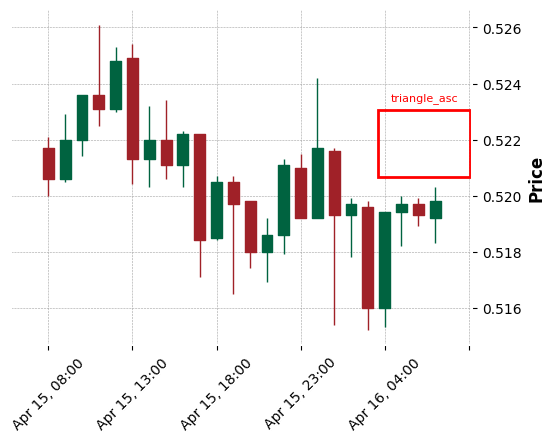 0.526
0.524
triangle_asc
0.522
0.520
0.518
0.516
Price
Apr 15, 08:00
Apr 15, 13:00
Apr 15, 18:00
Apr 15, 23:00
Apr 16, 04:00